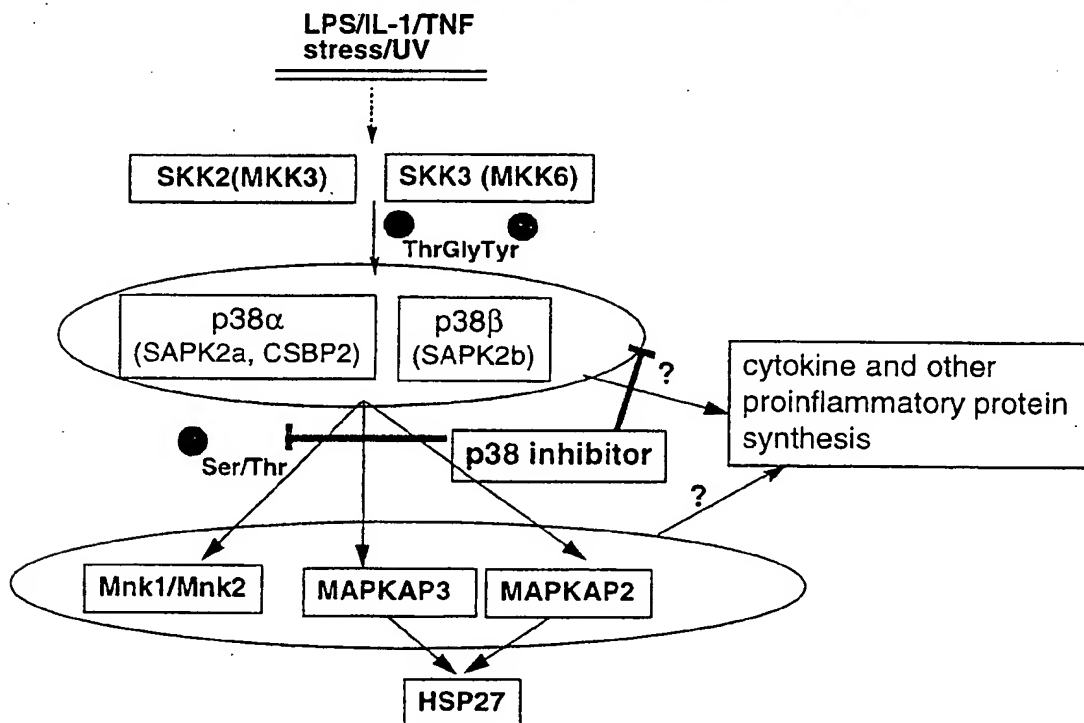 LPS/IL-1/TNF
stress/UV
SKK2(MKK3)
SKK3 (MKK6)
ThrGlyTyr
p38α
(SAPK2a, CSBP2)
p38β
(SAPK2b)
?
cytokine and other
proinflammatory protein
synthesis
Ser/Thr
p38 inhibitor
?
Mnk1/Mnk2
MAPKAP3
MAPKAP2
HSP27